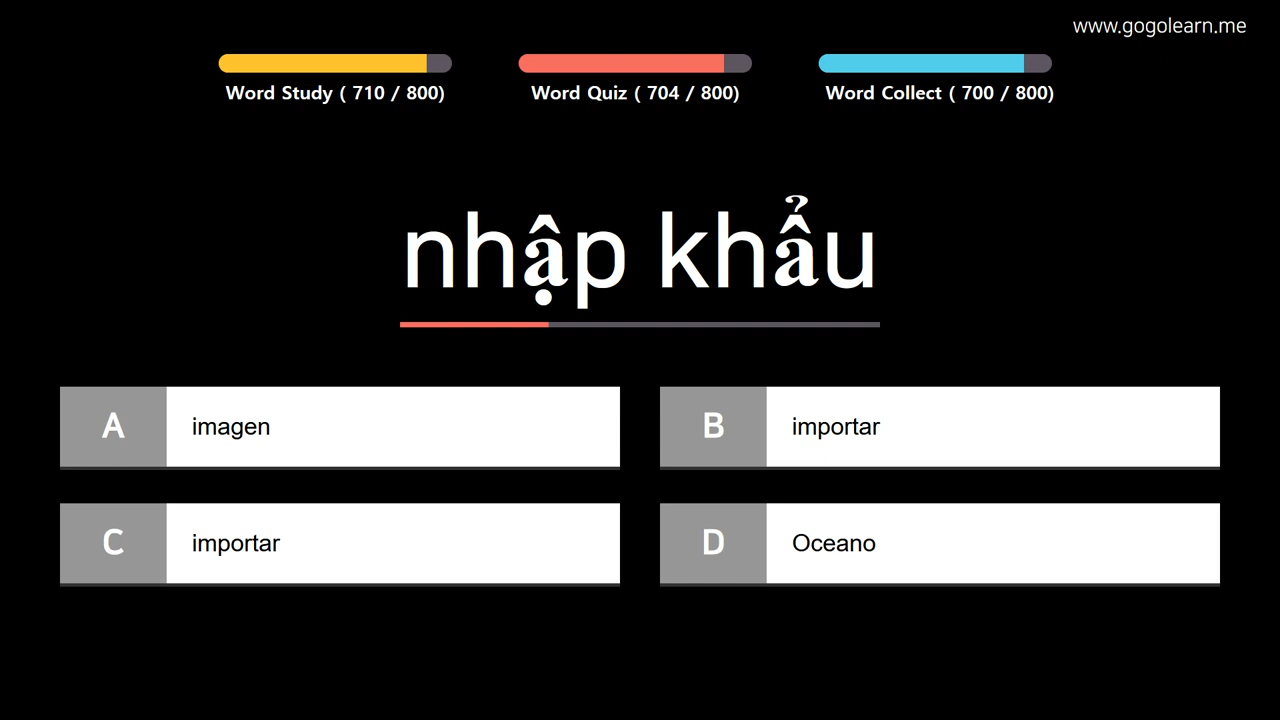 www.gogolearn.me
Word Study ( 710 / 800)
Word Quiz ( 704 / 800)
Word Collect ( 700 / 800)
nhập khẩu
A imagen
B importar
C importar
D Oceano